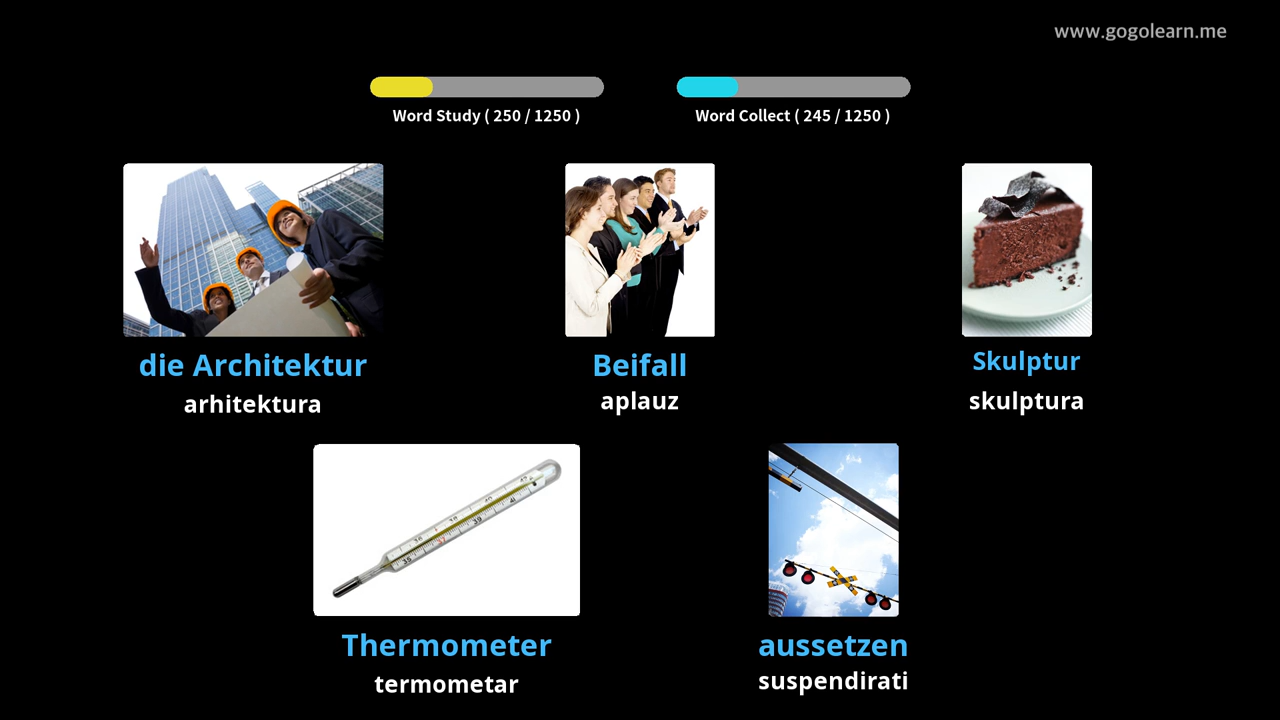 www.gogolearn.me
Word Study ( 250 / 1250 )
Word Collect ( 245 / 1250 )
die Architektur
arhitektura
Beifall
aplauz
Skulptur
skulptura
Thermometer
termometar
aussetzen
suspendirati